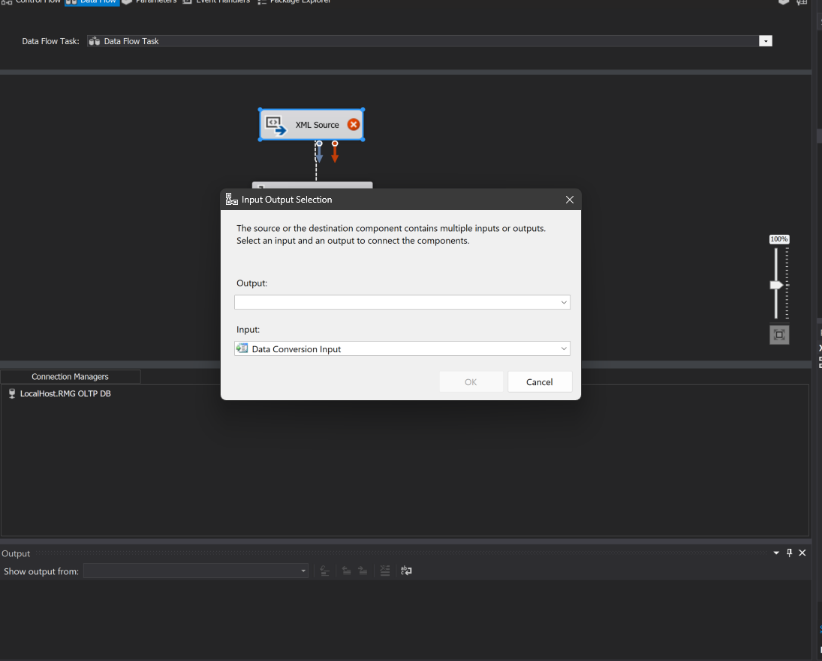 Control Flow Data Flow Parameters Event Handlers Package Explorer
Data Flow Task: Data Flow Task
XML Source
Input Output Selection
The source or the destination component contains multiple inputs or outputs.
Select an input and an output to connect the components.
Output:
Input:
Data Conversion Input
OK Cancel
100%
Connection Managers
LocalHost.RMG OLTP DB
Output
Show output from: